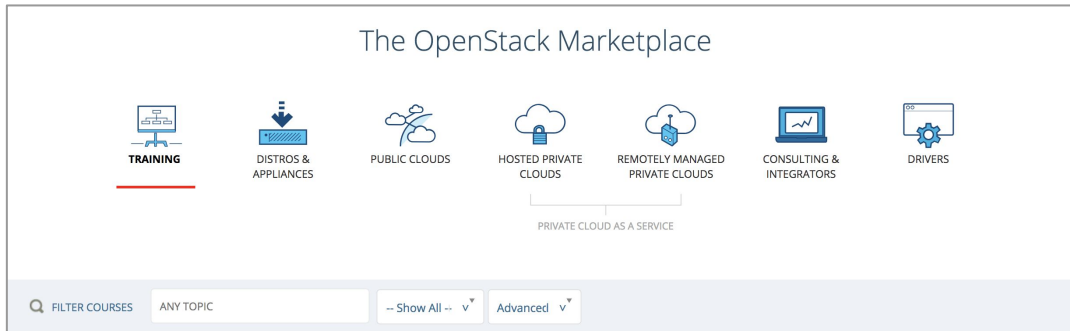 The OpenStack Marketplace
TRAINING
DISTROS &
APPLIANCES
PUBLIC CLOUDS
HOSTED PRIVATE
CLOUDS
REMOTELY MANAGED
PRIVATE CLOUDS
CONSULTING &
INTEGRATORS
DRIVERS
PRIVATE CLOUD AS A SERVICE
FILTER COURSES
ANY TOPIC
-- Show All --
Advanced